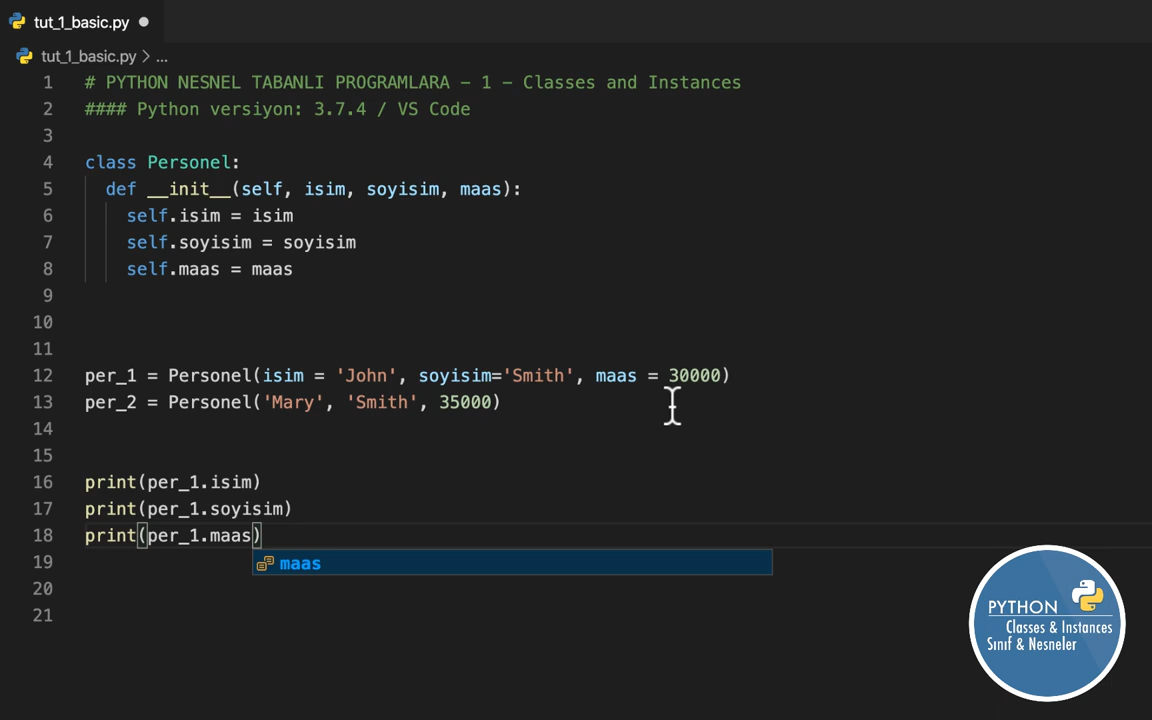 tut_1_basic.py
tut_1_basic.py > ...
1 # PYTHON NESNEL TABANLI PROGRAMLARA - 1 - Classes and Instances
2 #### Python versiyon: 3.7.4 / VS Code
3
4 class Personel:
5 def __init__(self, isim, soyisim, maas):
6 self.isim = isim
7 self.soyisim = soyisim
8 self.maas = maas
9
10
11
12 per_1 = Personel(isim = 'John', soyisim='Smith', maas = 30000)
13 per_2 = Personel('Mary', 'Smith', 35000)
14
15
16 print(per_1.isim)
17 print(per_1.soyisim)
18 print(per_1.maas)
19 maas
20
21
PYTHON
Classes & Instances
Sınıf & Nesneler